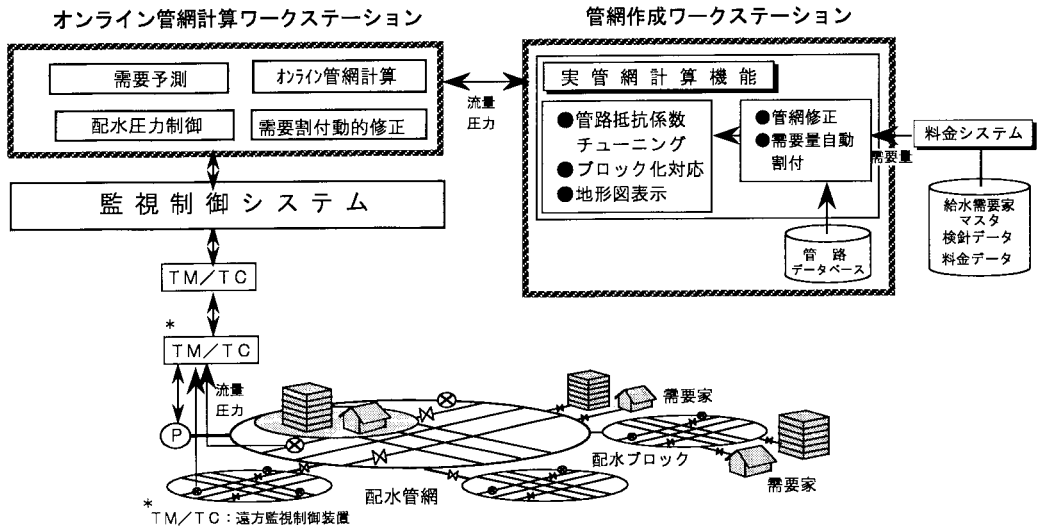 オンライン管網計算ワークステーション
管網作成ワークステーション
需要予測
オンライン管網計算
配水圧力制御
需要割付動的修正
流量
圧力
実管網計算機能
●管路抵抗係数
チューニング
●ブロック化対応
●地形図表示
●管網修正
●需要量自動
割付
需要量
料金システム
給水需要家
マスタ
検針データ
料金データ
管路
データベース
監視制御システム
TM/TC
*
TM/TC
流量
圧力
P
需要家
配水ブロック
需要家
配水管網
*
TM/TC:遠方監視制御装置